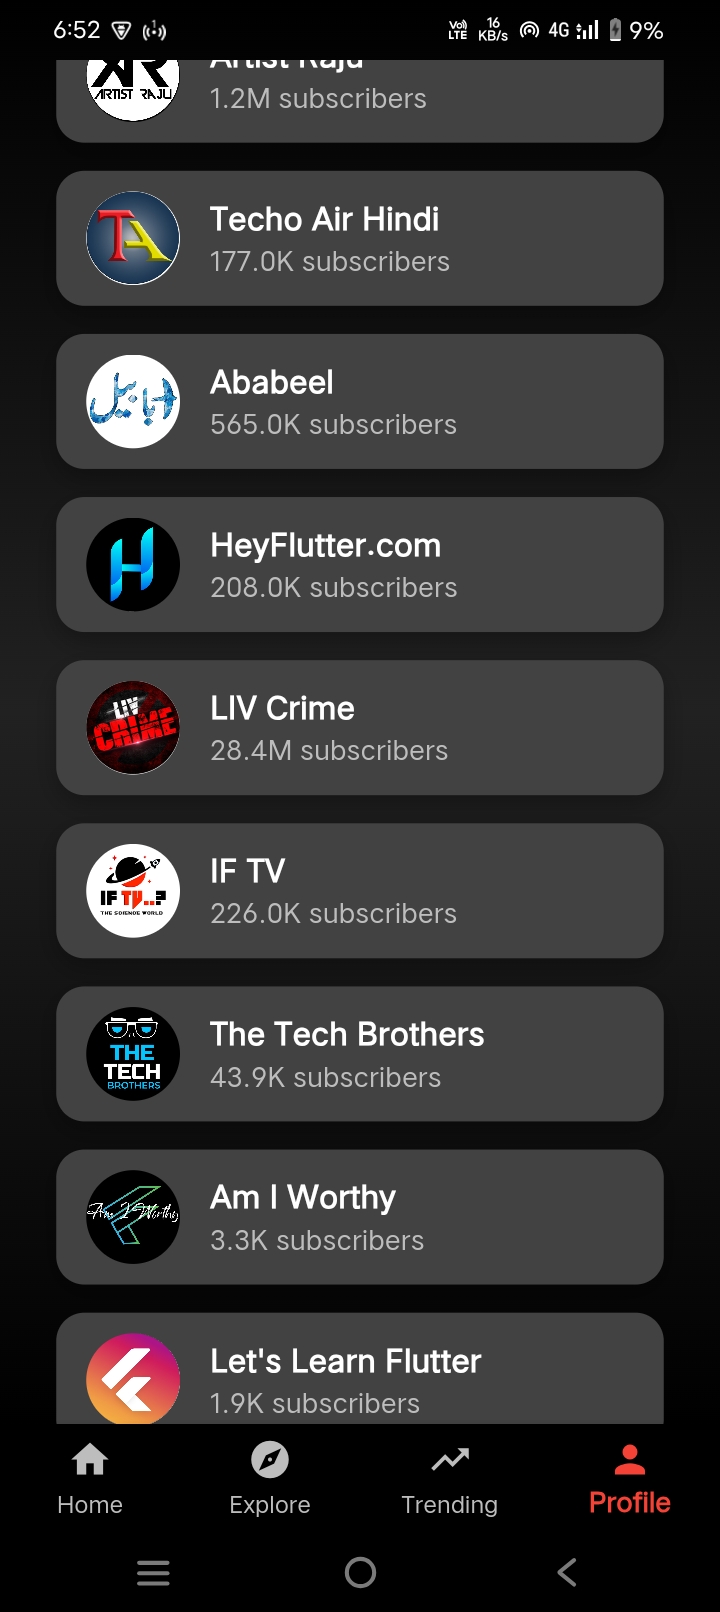 6:52
Vo)) LTE
16 KB/s
4G
9%
Artist Raju
ARTIST RAJU
1.2M subscribers
TA
Techo Air Hindi
177.0K subscribers
ابابیل
Ababeel
565.0K subscribers
H
HeyFlutter.com
208.0K subscribers
LIV
CRIME
LIV Crime
28.4M subscribers
IF TV..?
THE SCIENCE WORLD
IF TV
226.0K subscribers
THE
TECH
BROTHERS
The Tech Brothers
43.9K subscribers
Am I Worthy
Am I Worthy
3.3K subscribers
Let's Learn Flutter
1.9K subscribers
Home
Explore
Trending
Profile